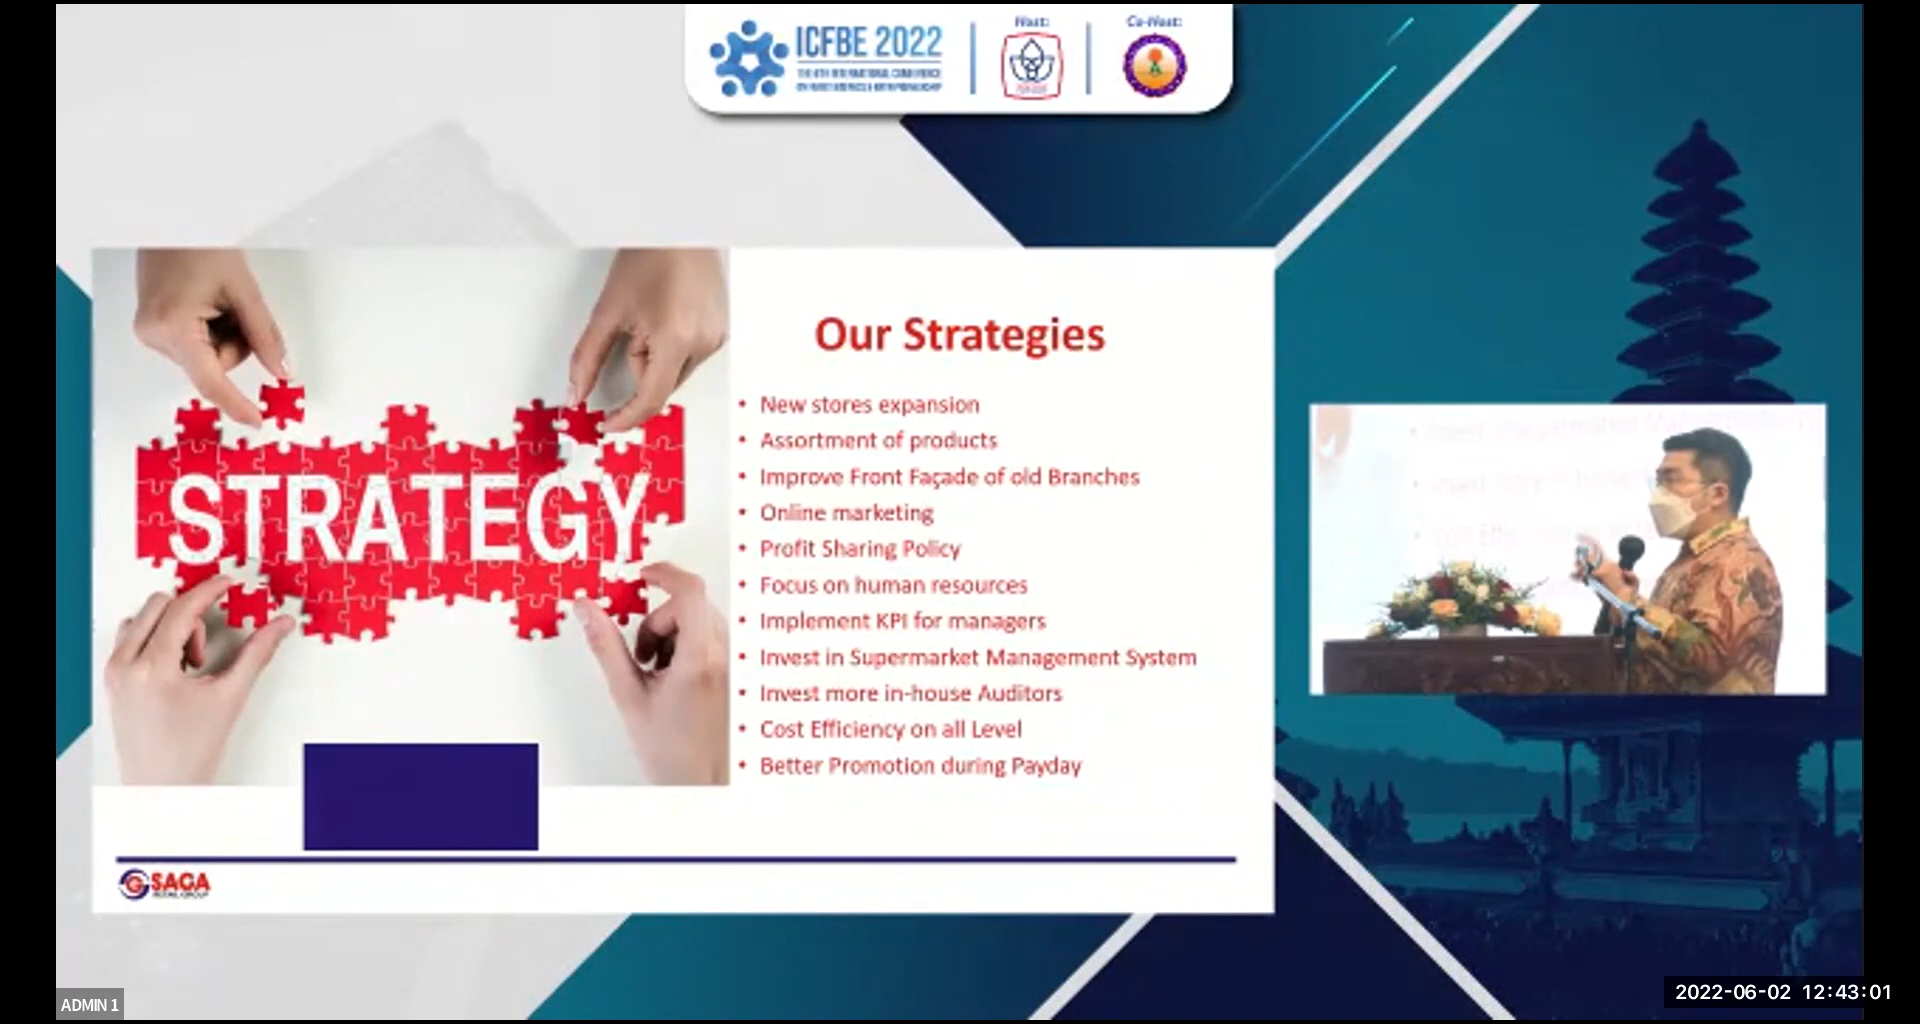 ICFBE 2022
Host:
Co-Host:
STRATEGY
Our Strategies
• New stores expansion
• Assortment of products
• Improve Front Façade of old Branches
• Online marketing
• Profit Sharing Policy
• Focus on human resources
• Implement KPI for managers
• Invest in Supermarket Management System
• Invest more in-house Auditors
• Cost Efficiency on all Level
• Better Promotion during Payday
SAGA
RETAIL GROUP
ADMIN 1
2022-06-02 12:43:01